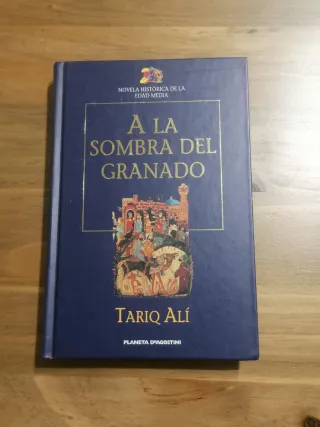 NOVELA HISTÓRICA DE LA
EDAD MEDIA
A LA
SOMBRA DEL
GRANADO
TARIQ ALÍ
PLANETA DEAGOSTINI